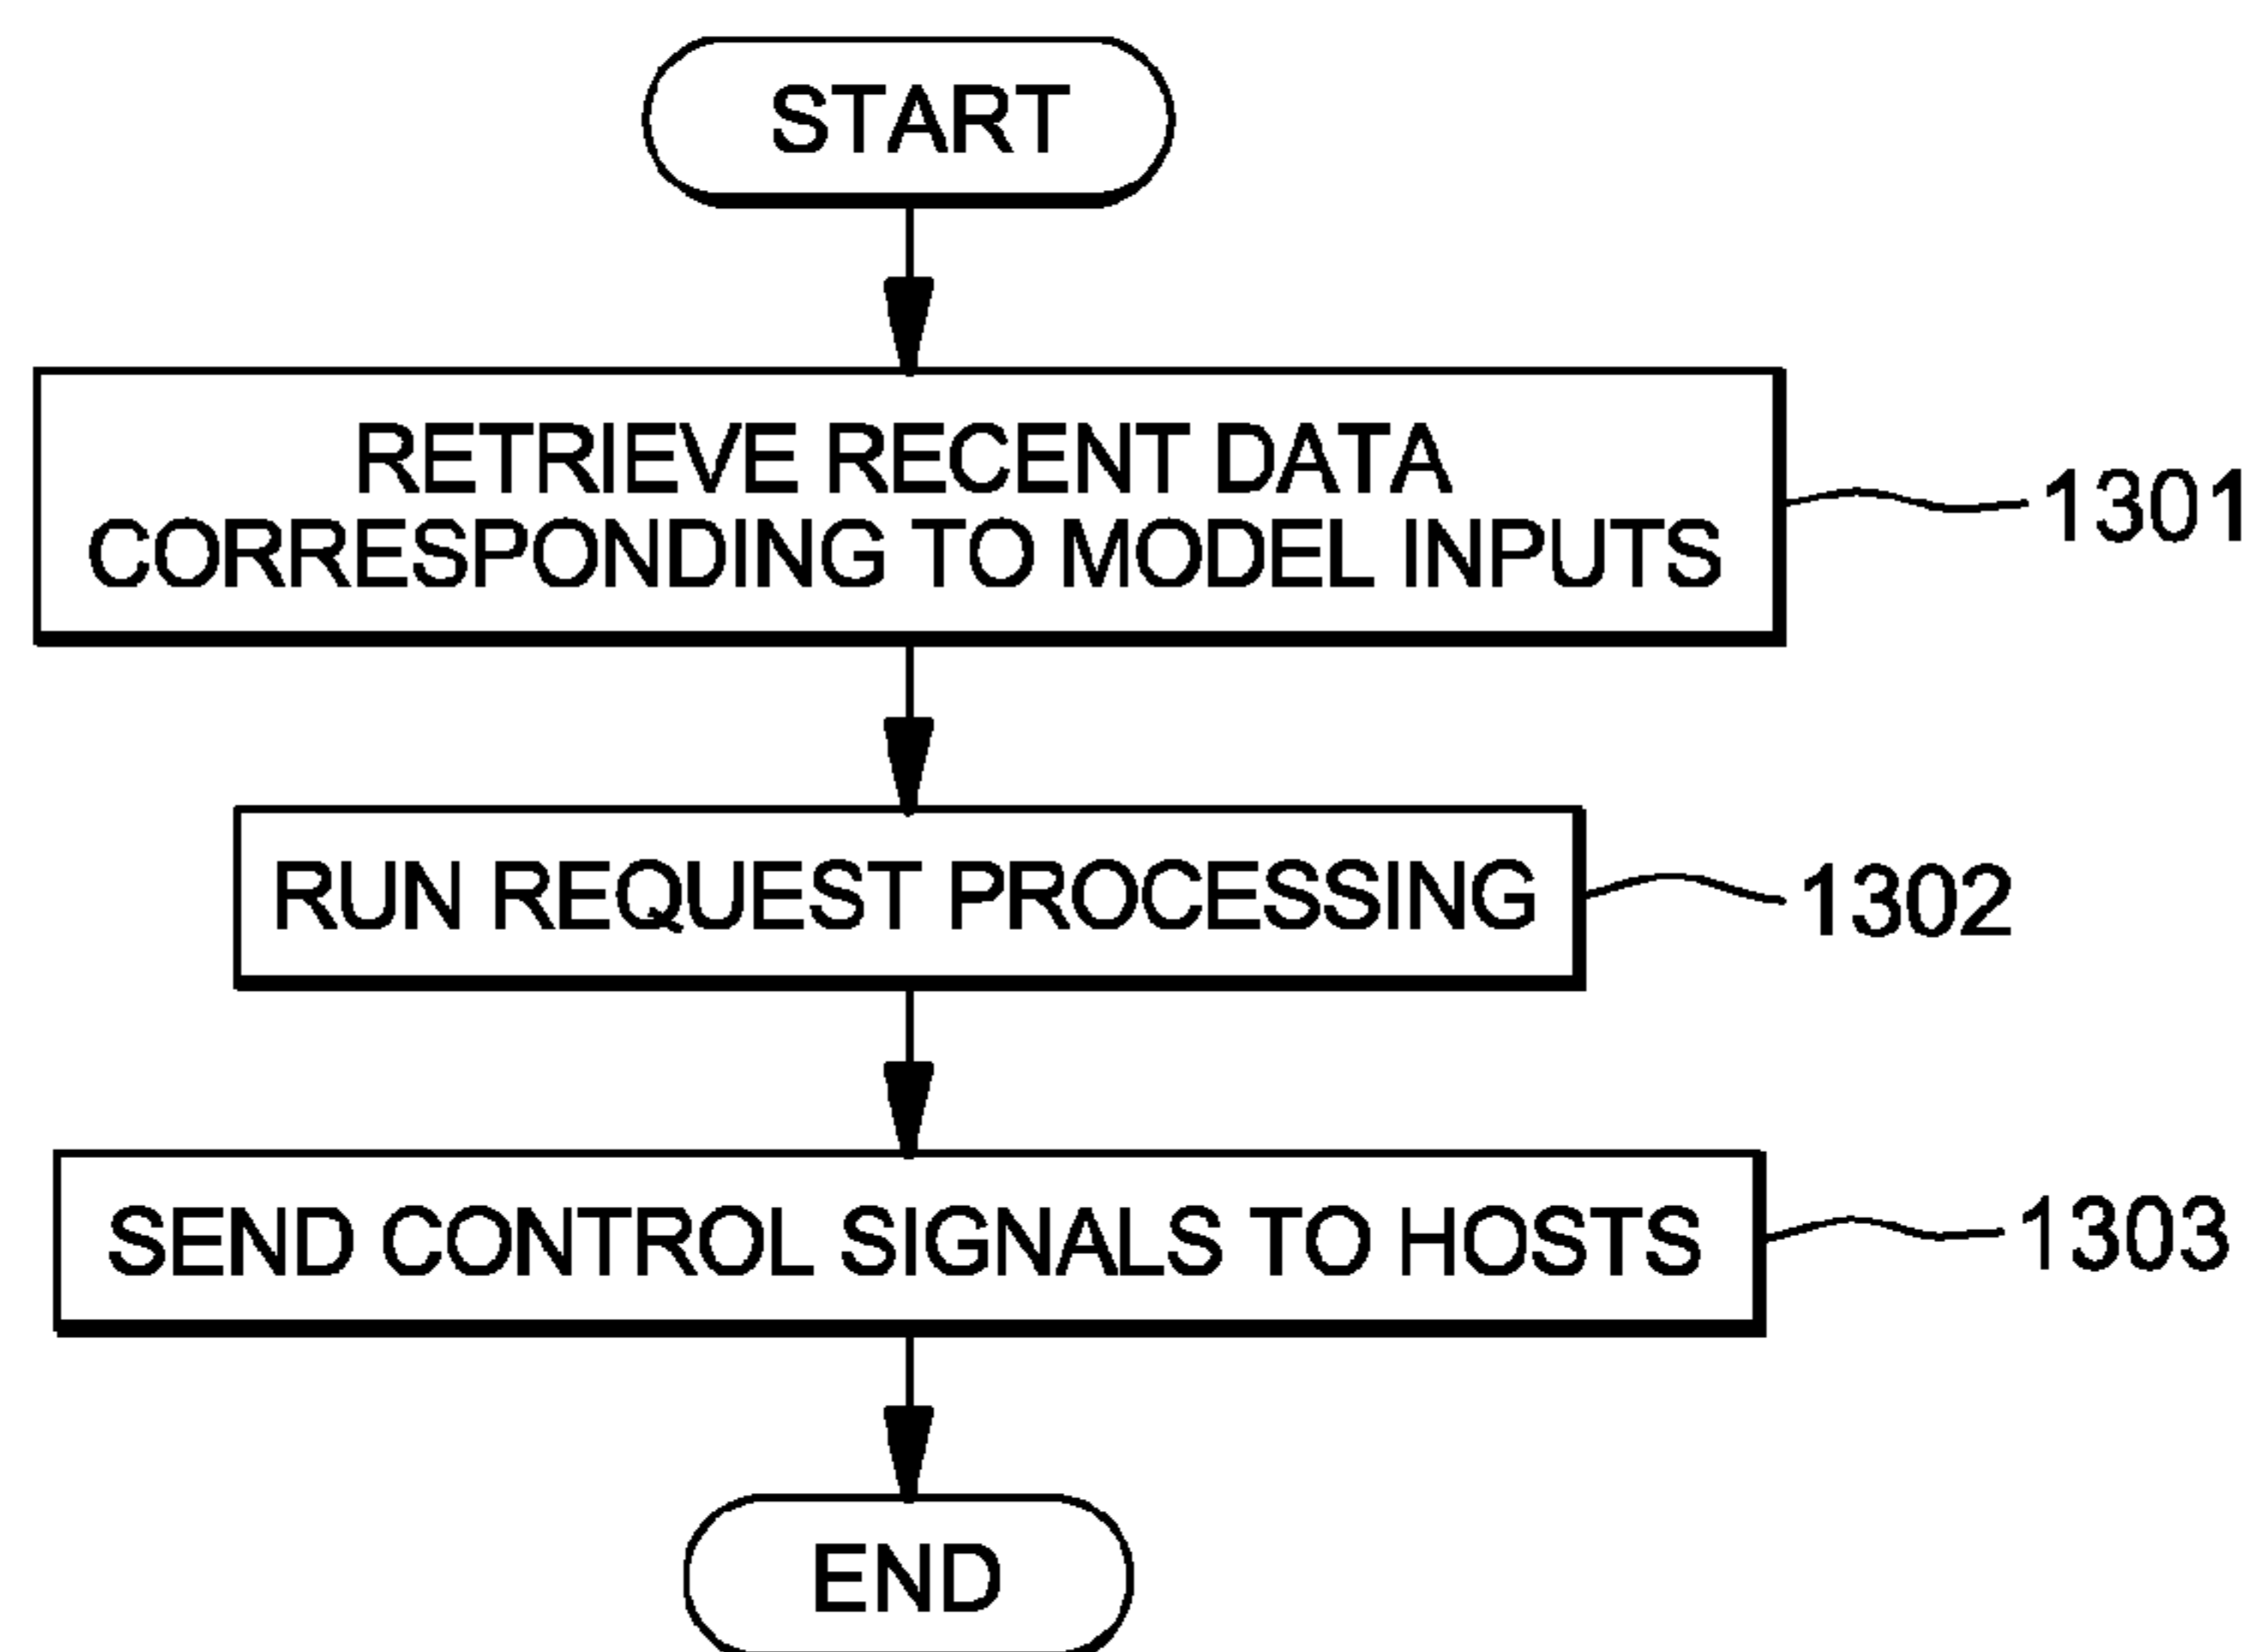 START
RETRIEVE RECENT DATA
CORRESPONDING TO MODEL INPUTS
1301
RUN REQUEST PROCESSING
1302
SEND CONTROL SIGNALS TO HOSTS
1303
END